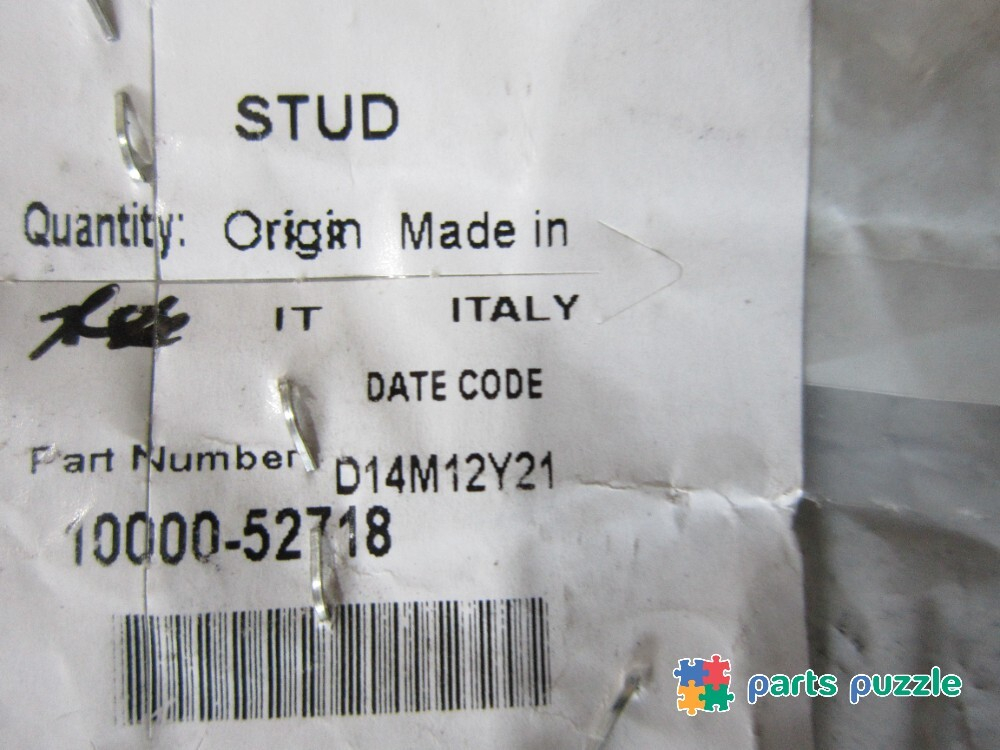 STUD
Quantity: Origin Made in
IT ITALY
DATE CODE
Part Number D14M12Y21
10000-52718
parts puzzle